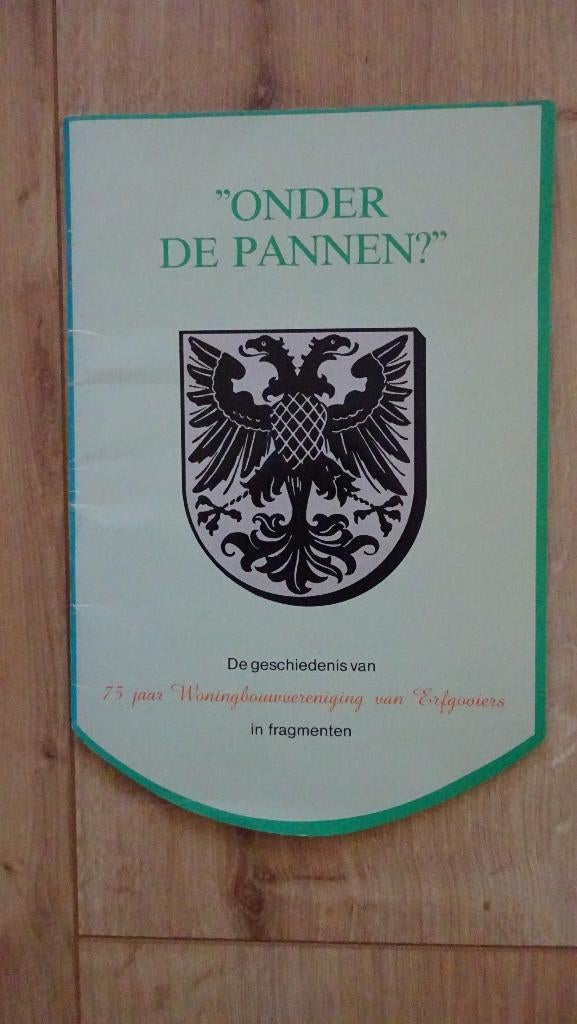 ”ONDER
DE PANNEN?”
De geschiedenis van
75 jaar Woningbouwvereniging van Erfgooiers
in fragmenten